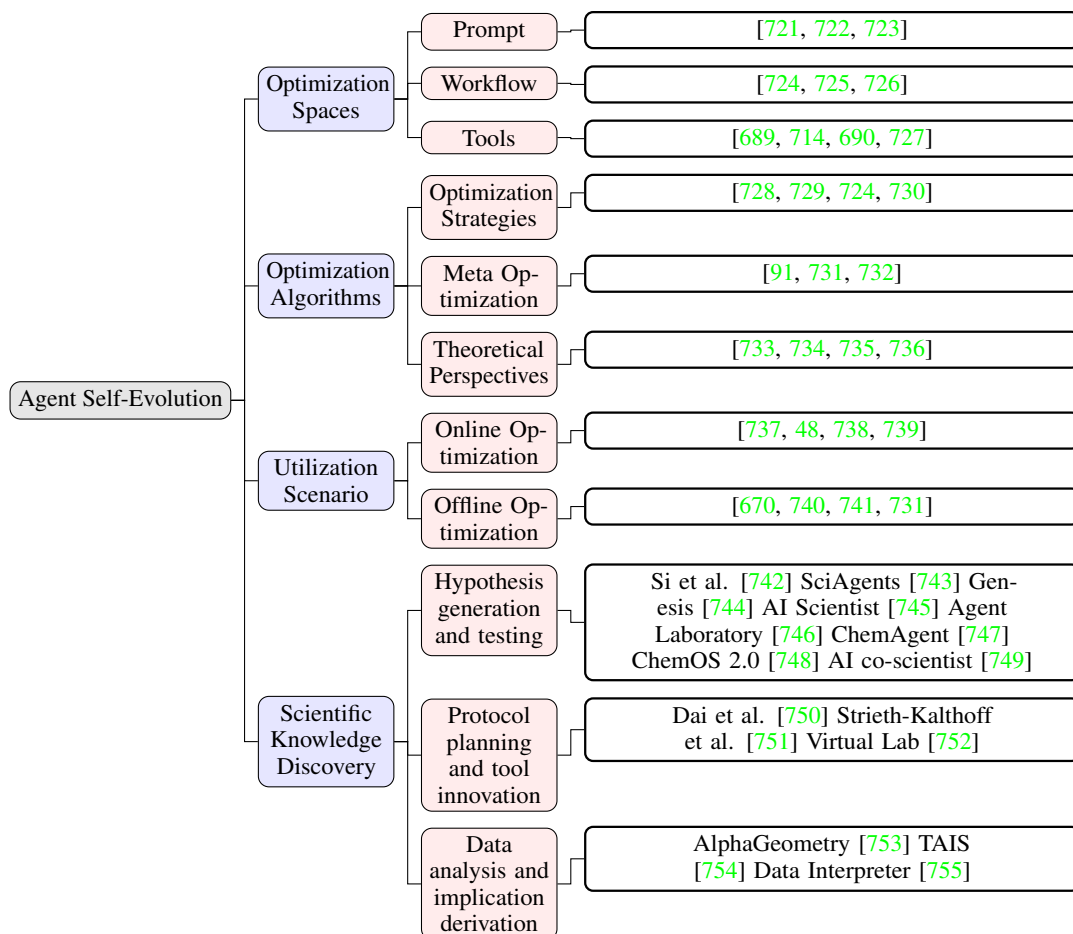 Agent Self-Evolution
Optimization
Spaces
Prompt
[721, 722, 723]
Workflow
[724, 725, 726]
Tools
[689, 714, 690, 727]
Optimization
Algorithms
Optimization
Strategies
[728, 729, 724, 730]
Meta Op-
timization
[91, 731, 732]
Theoretical
Perspectives
[733, 734, 735, 736]
Utilization
Scenario
Online Op-
timization
[737, 48, 738, 739]
Offline Op-
timization
[670, 740, 741, 731]
Scientific
Knowledge
Discovery
Hypothesis
generation
and testing
Si et al. [742] SciAgents [743] Gen-
esis [744] AI Scientist [745] Agent
Laboratory [746] ChemAgent [747]
ChemOS 2.0 [748] AI co-scientist [749]
Protocol
planning
and tool
innovation
Dai et al. [750] Strieth-Kalthoff
et al. [751] Virtual Lab [752]
Data
analysis and
implication
derivation
AlphaGeometry [753] TAIS
[754] Data Interpreter [755]